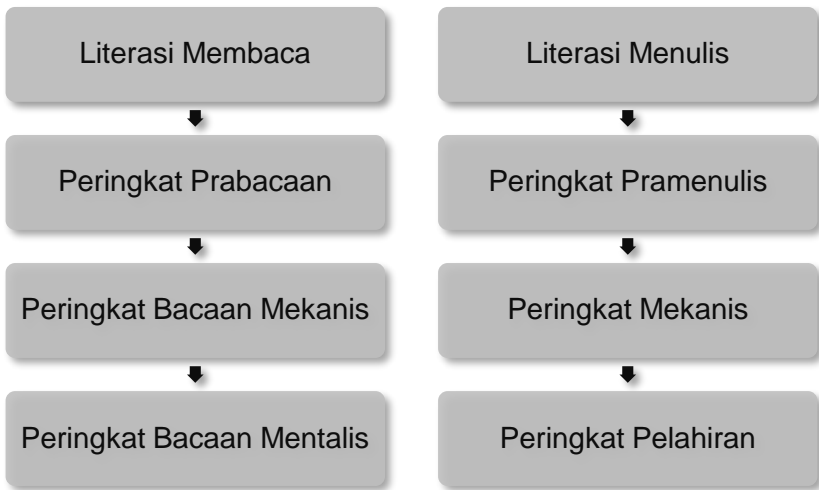 Literasi Membaca
Peringkat Prabacaan
Peringkat Bacaan Mekanis
Peringkat Bacaan Mentalis
Literasi Menulis
Peringkat Pramenulis
Peringkat Mekanis
Peringkat Pelahiran